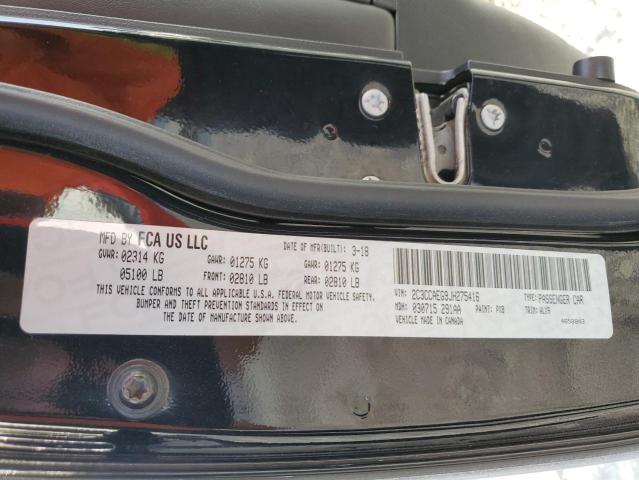 MFD BY FCA US LLC
DATE OF MFR(BUILT): 3-18
GVWR: 02314 KG
GAWR: 01275 KG
GAWR: 01275 KG
05100 LB
FRONT: 02810 LB
REAR: 02810 LB
THIS VEHICLE CONFORMS TO ALL APPLICABLE U.S.A. FEDERAL MOTOR VEHICLE SAFETY,
BUMPER AND THEFT PREVENTION STANDARDS IN EFFECT ON
THE DATE OF MANUFACTURE SHOWN ABOVE.
VIN: 2C3CCAEG9JH275416
TYPE: PASSENGER CAR
MDH: 030715 291AA
PAINT: PX8
TRIM: ALX9
VEHICLE MADE IN CANADA